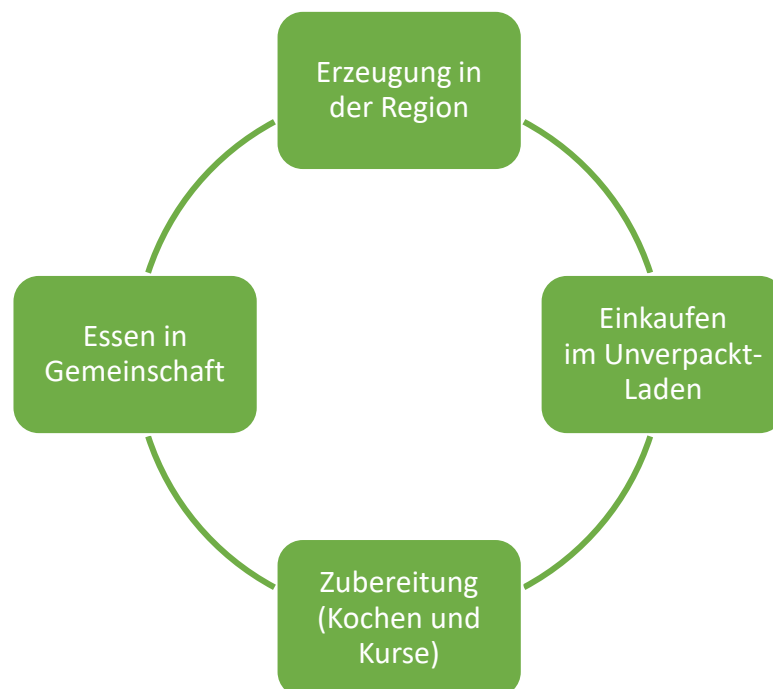 Erzeugung in
der Region
Einkaufen
im Unverpackt-
Laden
Zubereitung
(Kochen und
Kurse)
Essen in
Gemeinschaft